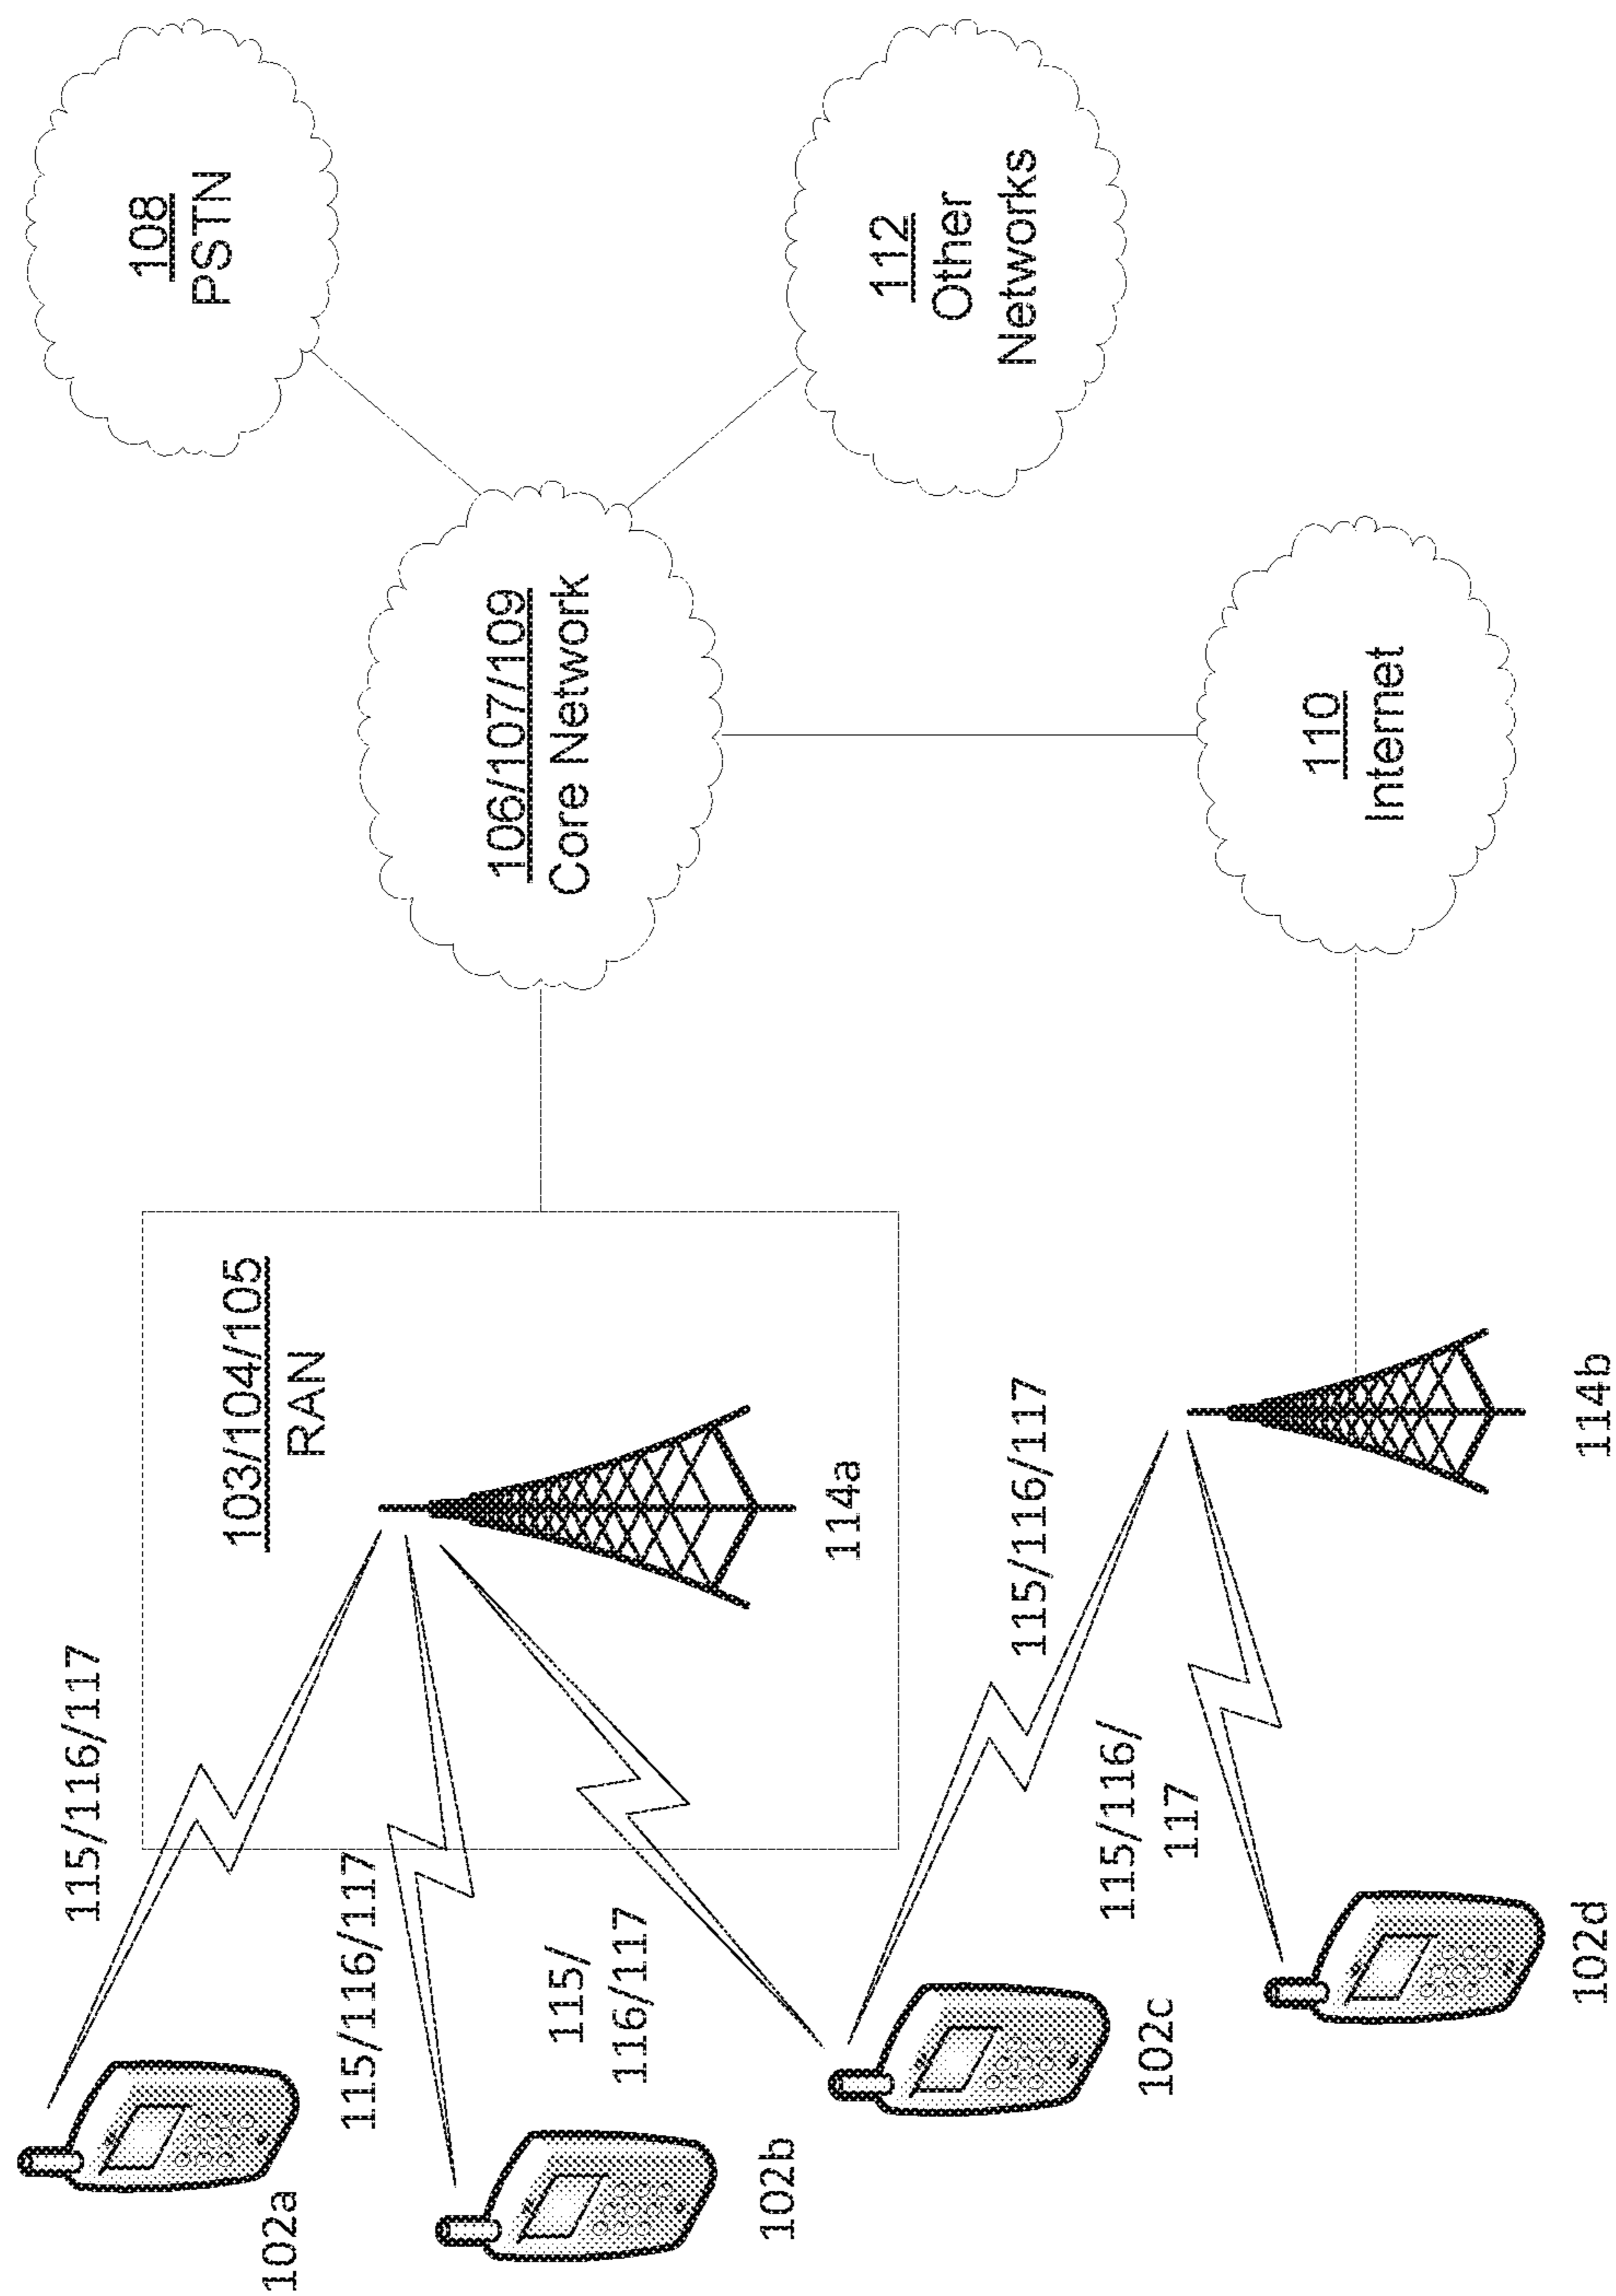 115/116/117
103/104/105
RAN
108
PSTN
102a
114a
106/107/109
Core Network
115/116/117
112
Other
Networks
102b
115/
116/117
102c
115/116/117
115/116/
117
110
Internet
102d
114b